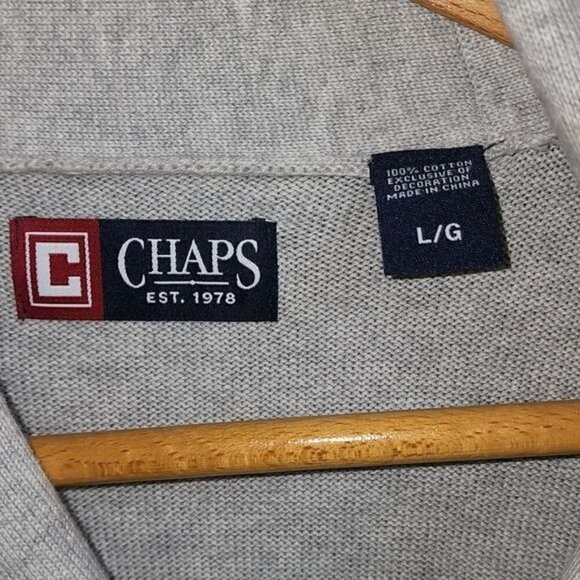 C
CHAPS
EST. 1978
100% COTTON
EXCLUSIVE OF
DECORATION
MADE IN CHINA
L/G